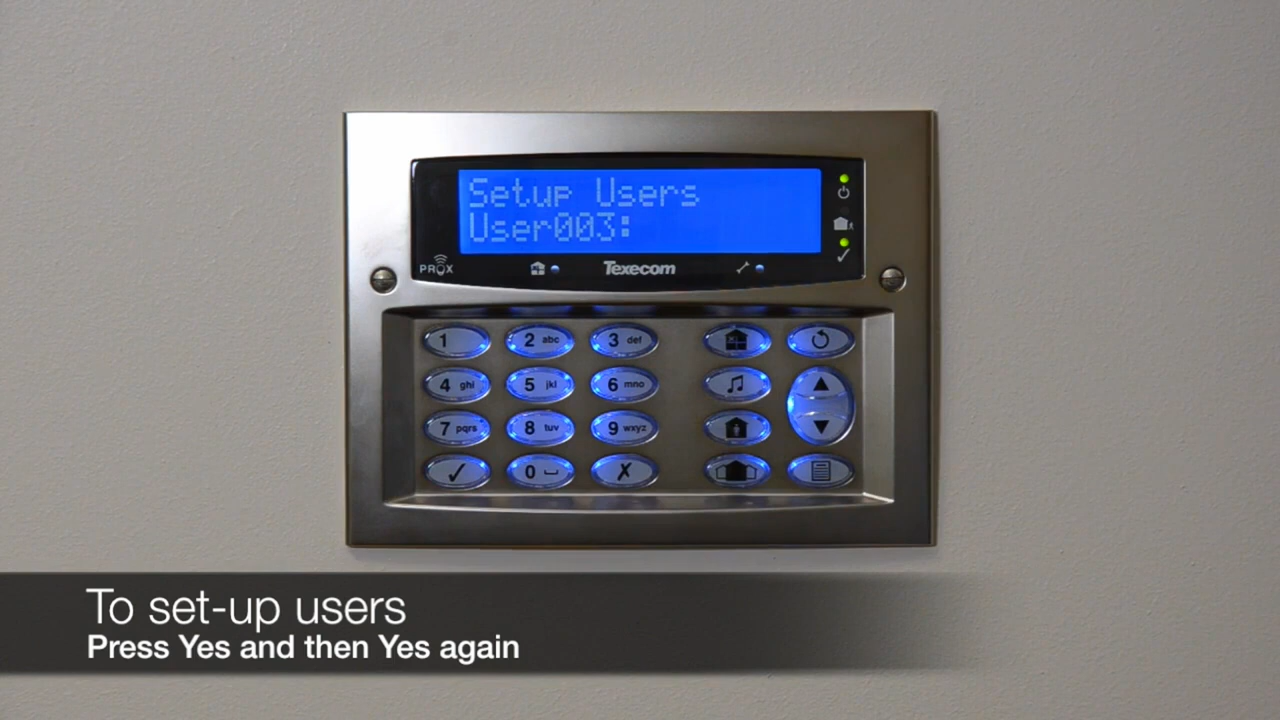 Setup Users
User003:
PROX
Texecom
1
2 abc
3 def
4 ghi
5 jkl
6 mno
7 pqrs
8 tuv
9 wxyz
0
To set-up users
Press Yes and then Yes again